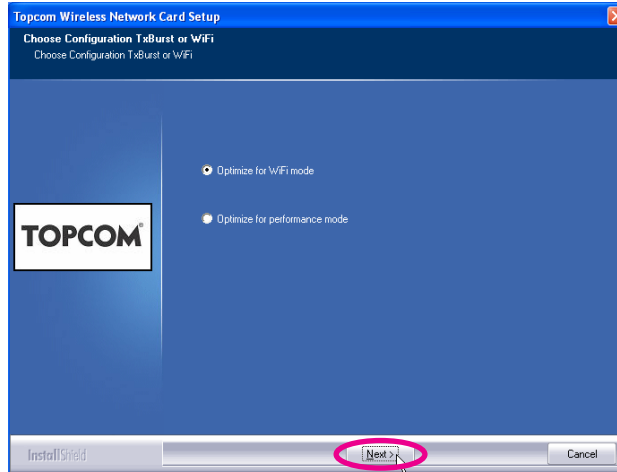 Topcom Wireless Network Card Setup
Choose Configuration TxBurst or WiFi
Choose Configuration TxBurst or WiFi
Optimize for WiFi mode
Optimize for performance mode
TOPCOM®
InstallShield
Next >
Cancel